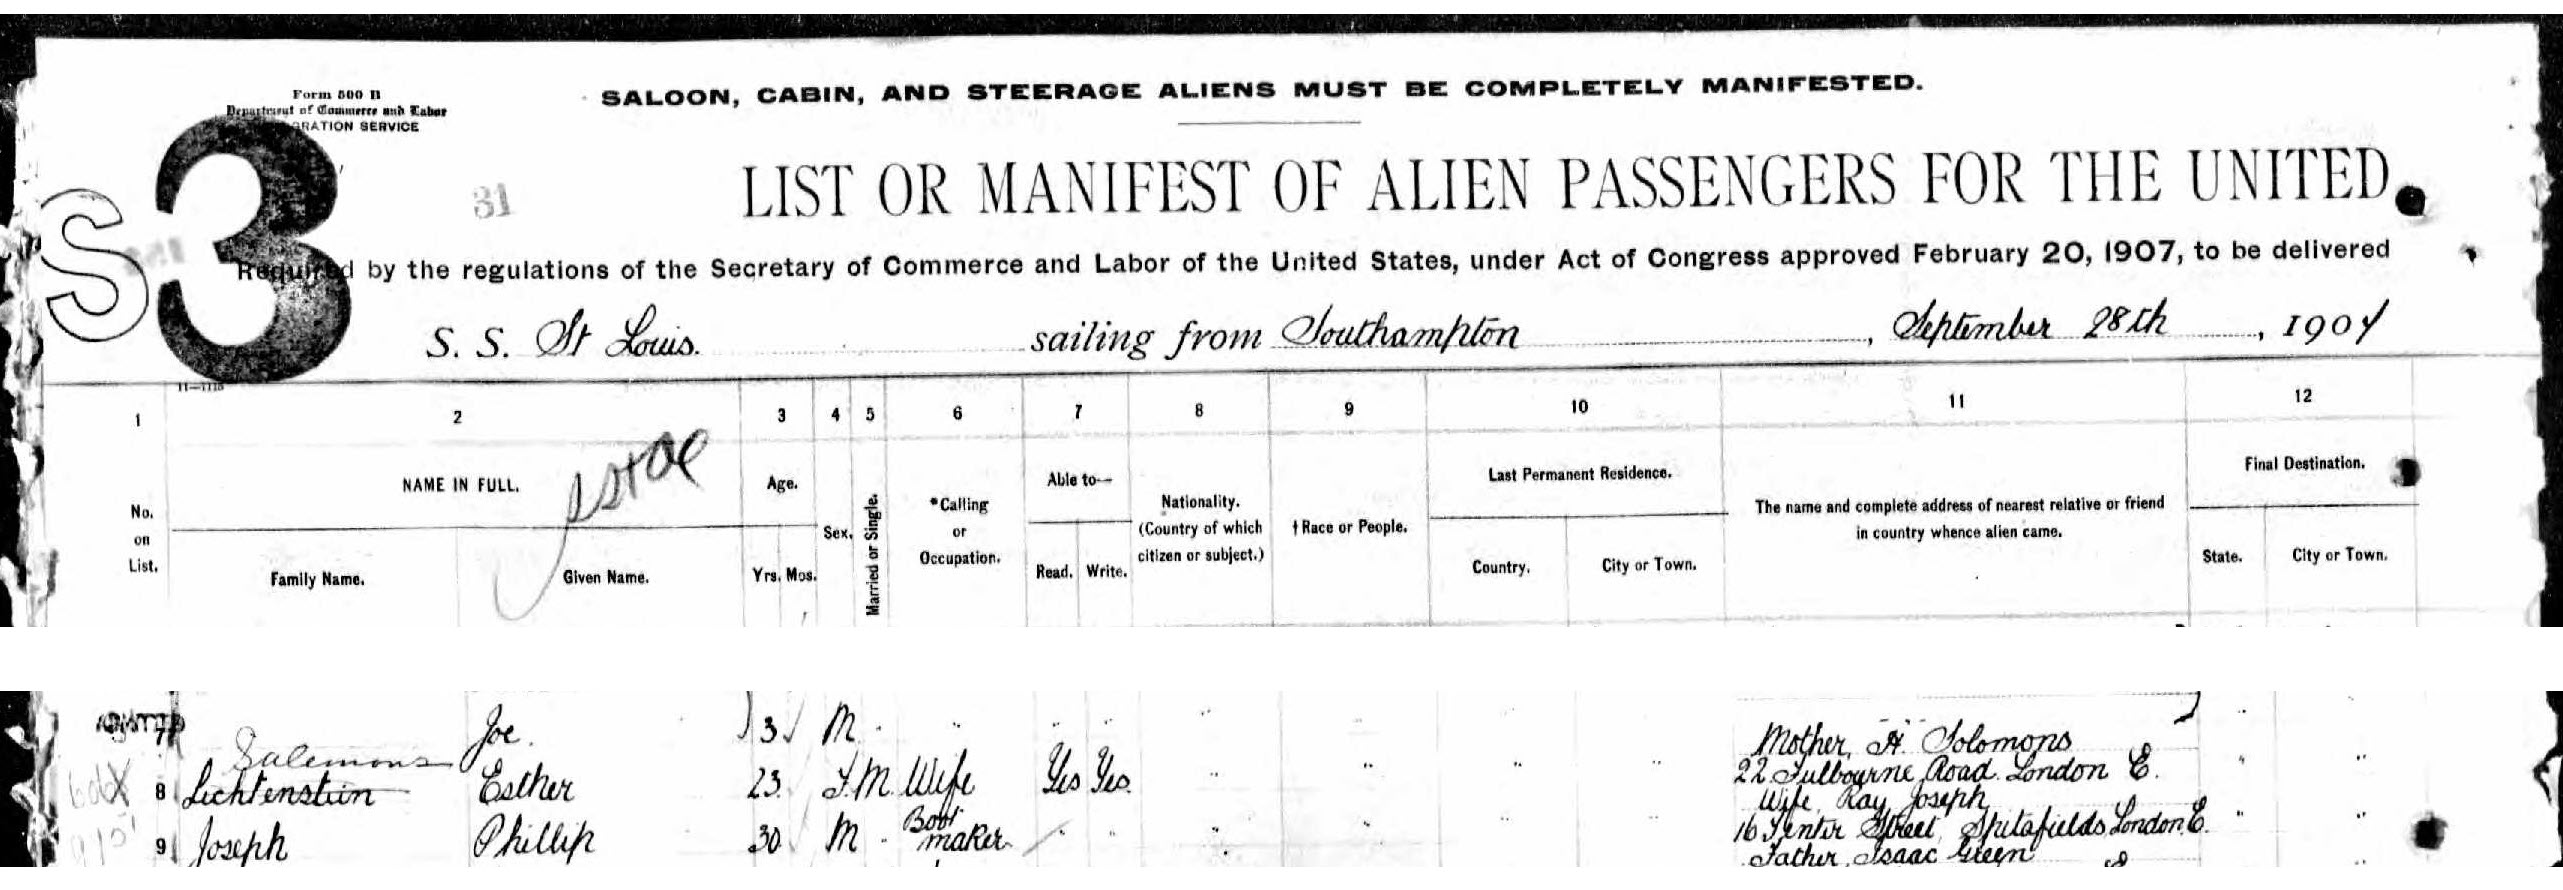 Form 500 B
Department of Commerce and Labor
GRATION SERVICE
SALOON, CABIN, AND STEERAGE ALIENS MUST BE COMPLETELY MANIFESTED.
S3
31
LIST OR MANIFEST OF ALIEN PASSENGERS FOR THE UNITED
Required by the regulations of the Secretary of Commerce and Labor of the United States, under Act of Congress approved February 20, 1907, to be delivered
S. S. St Louis. sailing from Southampton, September 28th, 1907
1 2 3 4 5 6 7 8 9 10 11 12
No. on List.
NAME IN FULL.
Family Name. Given Name.
Age.
Yrs. Mos.
Sex.
Married or Single.
*Calling or Occupation.
Able to—
Read. Write.
Nationality.
(Country of which citizen or subject.)
†Race or People.
Last Permanent Residence.
Country. City or Town.
The name and complete address of nearest relative or friend
in country whence alien came.
Final Destination.
State. City or Town.
7 Joe. 3 M " " " " " " " "
Mother, H. Solomons
Salomons
8 Lichtenstein Esther 23 F. M. Wife Yes Yes " " " " 22 Fulbourne Road. London E. " "
Wife, Ray Joseph
9 Joseph Phillip 30 M Boot maker " " " " " " 16 Tenter Street, Spitafields, London. E. " "
Father, Isaac Green